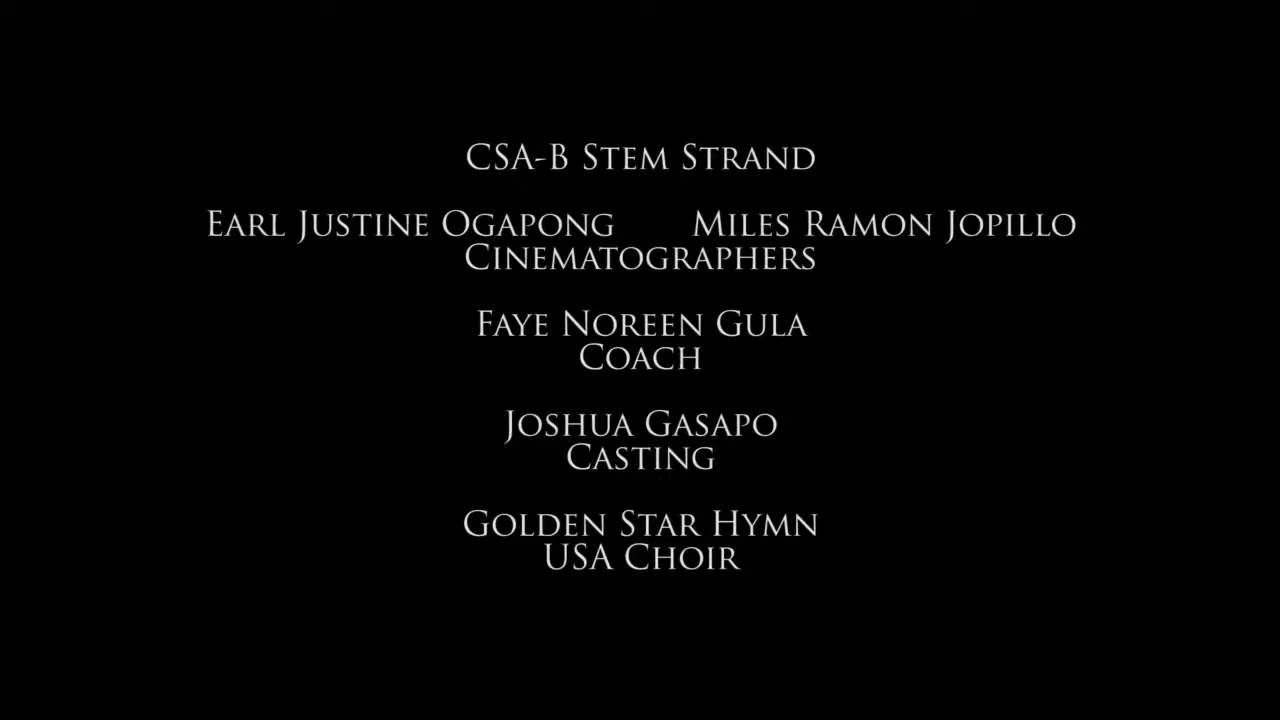 CSA-B Stem Strand
Earl Justine Ogapong Miles Ramon Jopillo
Cinematographers
Faye Noreen Gula
Coach
Joshua Gasapo
Casting
Golden Star Hymn
USA Choir